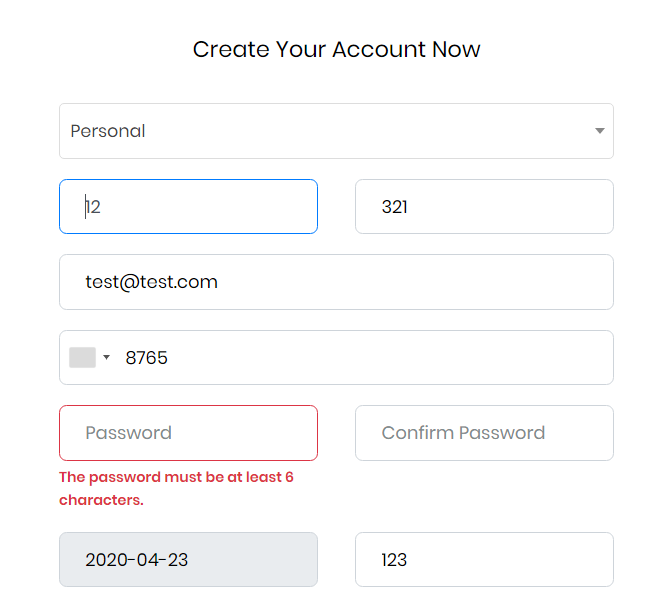 Create Your Account Now
Personal
12
321
test@test.com
8765
Password
Confirm Password
The password must be at least 6
characters.
2020-04-23
123